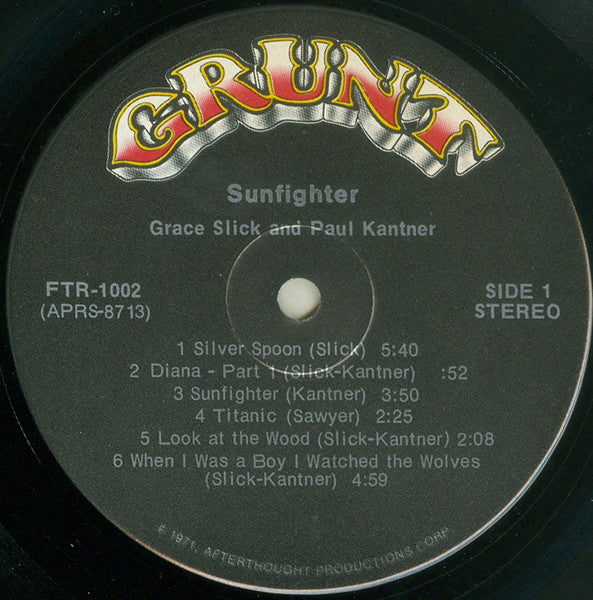 GRUNT
Sunfighter
Grace Slick and Paul Kantner
FTR-1002
(APRS-8713)
SIDE 1
STEREO
1 Silver Spoon (Slick) 5:40
2 Diana - Part 1 (Slick-Kantner) :52
3 Sunfighter (Kantner) 3:50
4 Titanic (Sawyer) 2:25
5 Look at the Wood (Slick-Kantner) 2:08
6 When I Was a Boy I Watched the Wolves
(Slick-Kantner) 4:59
© 1971, AFTERTHOUGHT PRODUCTIONS CORP.